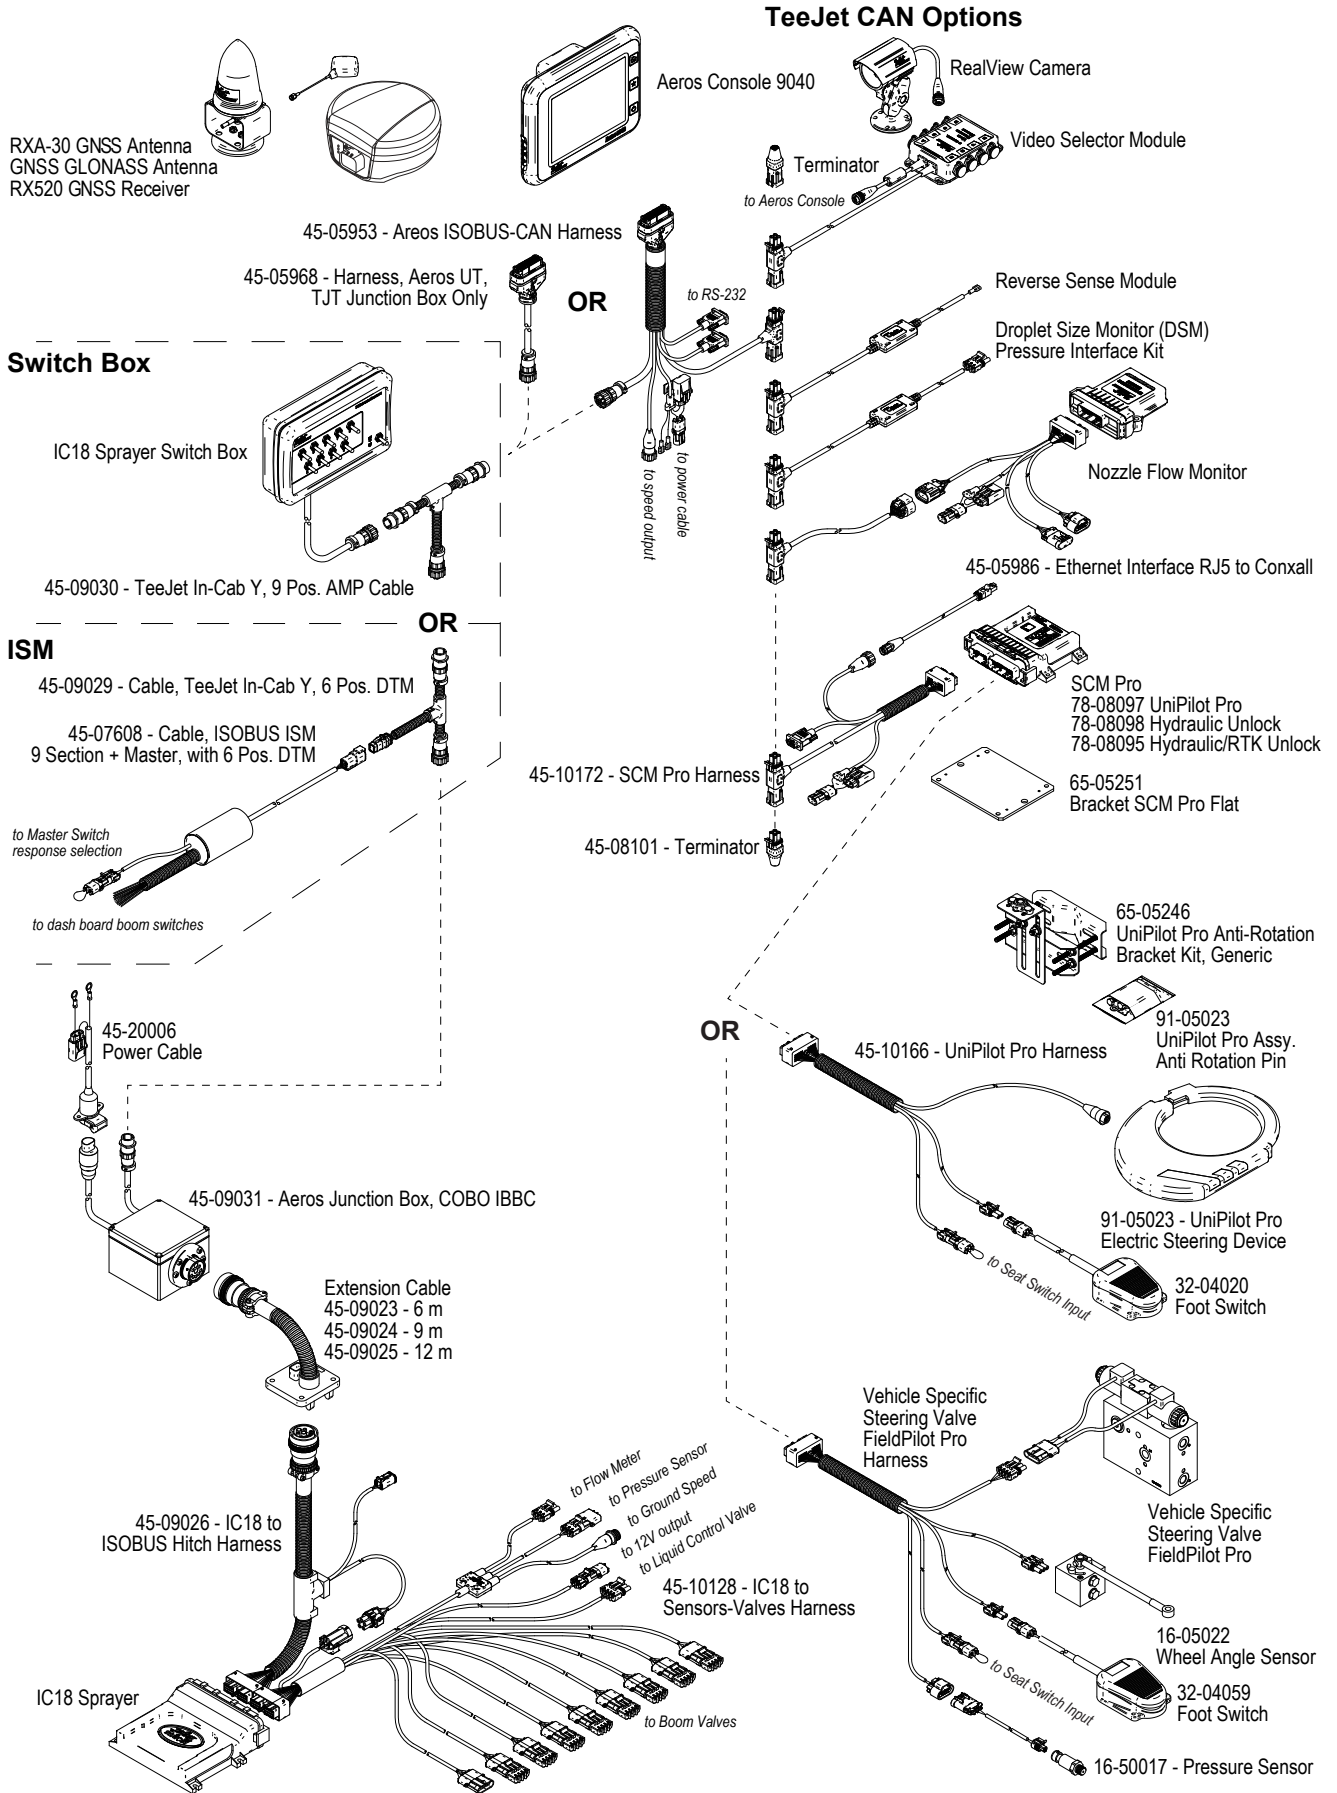 TeeJet CAN Options
RXA-30 GNSS Antenna
GNSS GLONASS Antenna
RX520 GNSS Receiver
Aeros Console 9040
RealView Camera
Video Selector Module
Terminator
to Aeros Console
45-05953 - Areos ISOBUS-CAN Harness
45-05968 - Harness, Aeros UT,
TJT Junction Box Only
OR
to RS-232
to speed output
to power cable
Reverse Sense Module
Droplet Size Monitor (DSM)
Pressure Interface Kit
Nozzle Flow Monitor
Switch Box
IC18 Sprayer Switch Box
45-09030 - TeeJet In-Cab Y, 9 Pos. AMP Cable
OR
ISM
45-09029 - Cable, TeeJet In-Cab Y, 6 Pos. DTM
45-07608 - Cable, ISOBUS ISM
9 Section + Master, with 6 Pos. DTM
to Master Switch
response selection
to dash board boom switches
45-05986 - Ethernet Interface RJ5 to Conxall
SCM Pro
78-08097 UniPilot Pro
78-08098 Hydraulic Unlock
78-08095 Hydraulic/RTK Unlock
45-10172 - SCM Pro Harness
65-05251
Bracket SCM Pro Flat
45-08101 - Terminator
65-05246
UniPilot Pro Anti-Rotation
Bracket Kit, Generic
91-05023
UniPilot Pro Assy.
Anti Rotation Pin
OR
45-10166 - UniPilot Pro Harness
91-05023 - UniPilot Pro
Electric Steering Device
to Seat Switch Input
32-04020
Foot Switch
45-20006
Power Cable
45-09031 - Aeros Junction Box, COBO IBBC
Extension Cable
45-09023 - 6 m
45-09024 - 9 m
45-09025 - 12 m
45-09026 - IC18 to
ISOBUS Hitch Harness
to Flow Meter
to Pressure Sensor
to Ground Speed
to 12V output
to Liquid Control Valve
45-10128 - IC18 to
Sensors-Valves Harness
to Boom Valves
IC18 Sprayer
Vehicle Specific
Steering Valve
FieldPilot Pro
Harness
Vehicle Specific
Steering Valve
FieldPilot Pro
16-05022
Wheel Angle Sensor
to Seat Switch Input
32-04059
Foot Switch
16-50017 - Pressure Sensor